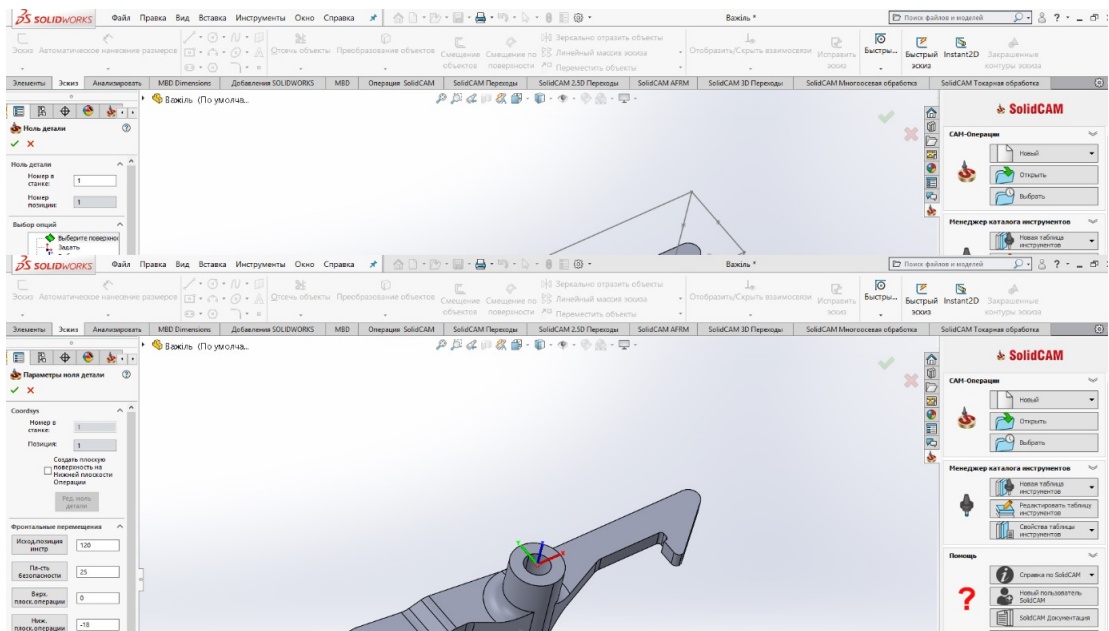 SOLIDWORKS Файл Правка Вид Вставка Инструменты Окно Справка Важіль * Поиск файлов и моделей
Эскиз Автоматическое нанесение размеров Отсечь объекты Преобразование объектов Смещение объектов Смещение по поверхности Зеркально отразить объекты Линейный массив эскиза Переместить объекты Отобразить/Скрыть взаимосвязи Исправить эскиз Быстры... Быстрый эскиз Instant2D Закрашенные контуры эскиза
Элементы Эскиз Анализировать MBD Dimensions Добавления SOLIDWORKS MBD Операция SolidCAM SolidCAM Переходы SolidCAM 2.5D Переходы SolidCAM AFRM SolidCAM 3D Переходы SolidCAM Многоосевая обработка SolidCAM Токарная обработка
Важіль (По умолча...
SolidCAM
Ноль детали
САМ-Операции
Новый
Ноль детали
Номер в станке: 1
Открыть
Номер позиции: 1
Выбрать
Выбор опций
Менеджер каталога инструментов
Выберите поверхнос
Задать
Новая таблица инструментов
SOLIDWORKS Файл Правка Вид Вставка Инструменты Окно Справка Важіль * Поиск файлов и моделей
Эскиз Автоматическое нанесение размеров Отсечь объекты Преобразование объектов Смещение объектов Смещение по поверхности Зеркально отразить объекты Линейный массив эскиза Переместить объекты Отобразить/Скрыть взаимосвязи Исправить эскиз Быстры... Быстрый эскиз Instant2D Закрашенные контуры эскиза
Элементы Эскиз Анализировать MBD Dimensions Добавления SOLIDWORKS MBD Операция SolidCAM SolidCAM Переходы SolidCAM 2.5D Переходы SolidCAM AFRM SolidCAM 3D Переходы SolidCAM Многоосевая обработка SolidCAM Токарная обработка
Важіль (По умолча...
SolidCAM
Параметры ноля детали
САМ-Операции
Coordsys
Новый
Номер в станке: 1
Открыть
Позиция: 1
Выбрать
Создать плоскую поверхность на Нижней плоскости Операции
Менеджер каталога инструментов
Новая таблица инструментов
Ред. ноль детали
Редактировать таблицу инструментов
Фронтальные перемещения
Свойства таблицы инструментов
Исход.позиция инстр 120
Помощь
Пл-сть безопасности 25
Справка по SolidCAM
Верх. плоск.операции 0
Новый пользователь SolidCAM
Ниж. плоск.операции -18
SolidCAM Документация